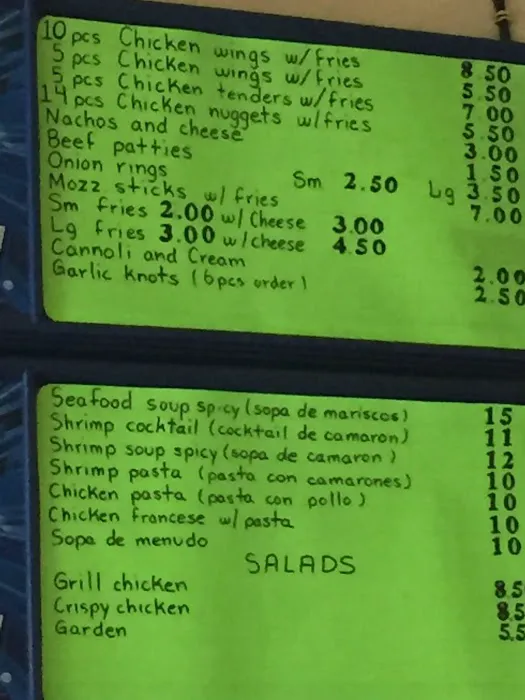 10 pcs Chicken wings w/fries 8.50
5 pcs Chicken wings w/fries 5.50
5 pcs Chicken tenders w/fries 7.00
14 pcs Chicken nuggets w/fries 5.50
Nachos and cheese 3.00
Beef patties 1.50
Onion rings Sm 2.50 Lg 3.50
Mozz sticks w/ fries 7.00
Sm fries 2.00 w/Cheese 3.00
Lg fries 3.00 w/cheese 4.50
Cannoli and Cream 2.00
Garlic knots (6pcs order) 2.50
Seafood soup spicy (sopa de mariscos) 15
Shrimp cocktail (cocktail de camaron) 11
Shrimp soup spicy (sopa de camaron) 12
Shrimp pasta (pasta con camarones) 10
Chicken pasta (pasta con pollo) 10
Chicken francese w/ pasta 10
Sopa de menudo 10
SALADS
Grill chicken 8.5
Crispy chicken 8.5
Garden 5.5